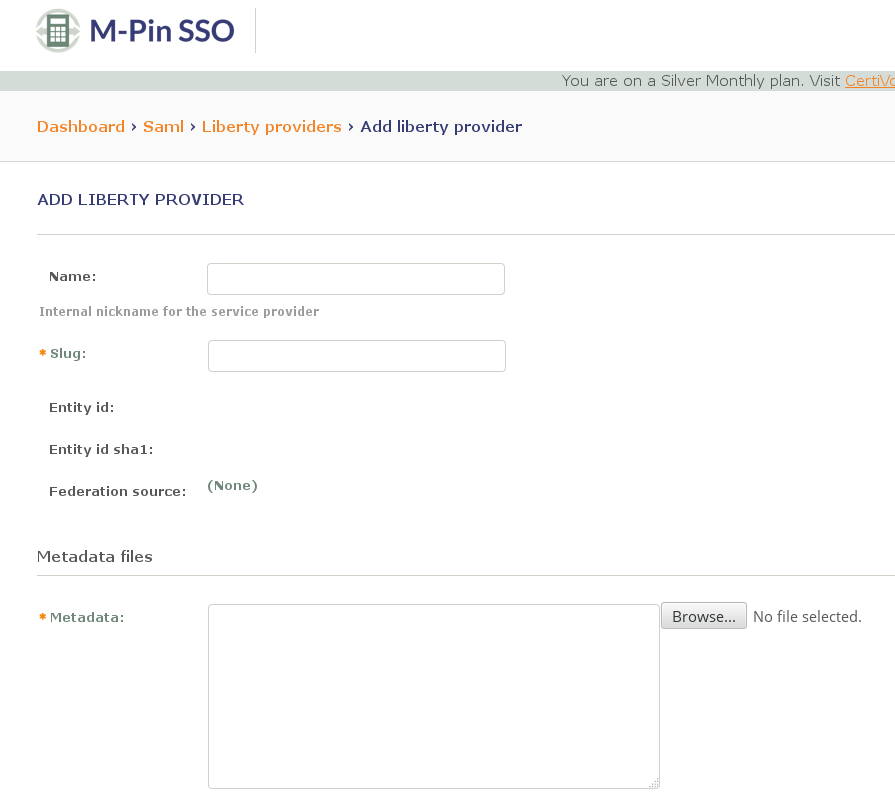 M-Pin SSO
You are on a Silver Monthly plan. Visit CertiVo
Dashboard › Saml › Liberty providers › Add liberty provider
ADD LIBERTY PROVIDER
Name:
Internal nickname for the service provider
* Slug:
Entity id:
Entity id sha1:
Federation source: (None)
Metadata files
* Metadata: Browse... No file selected.